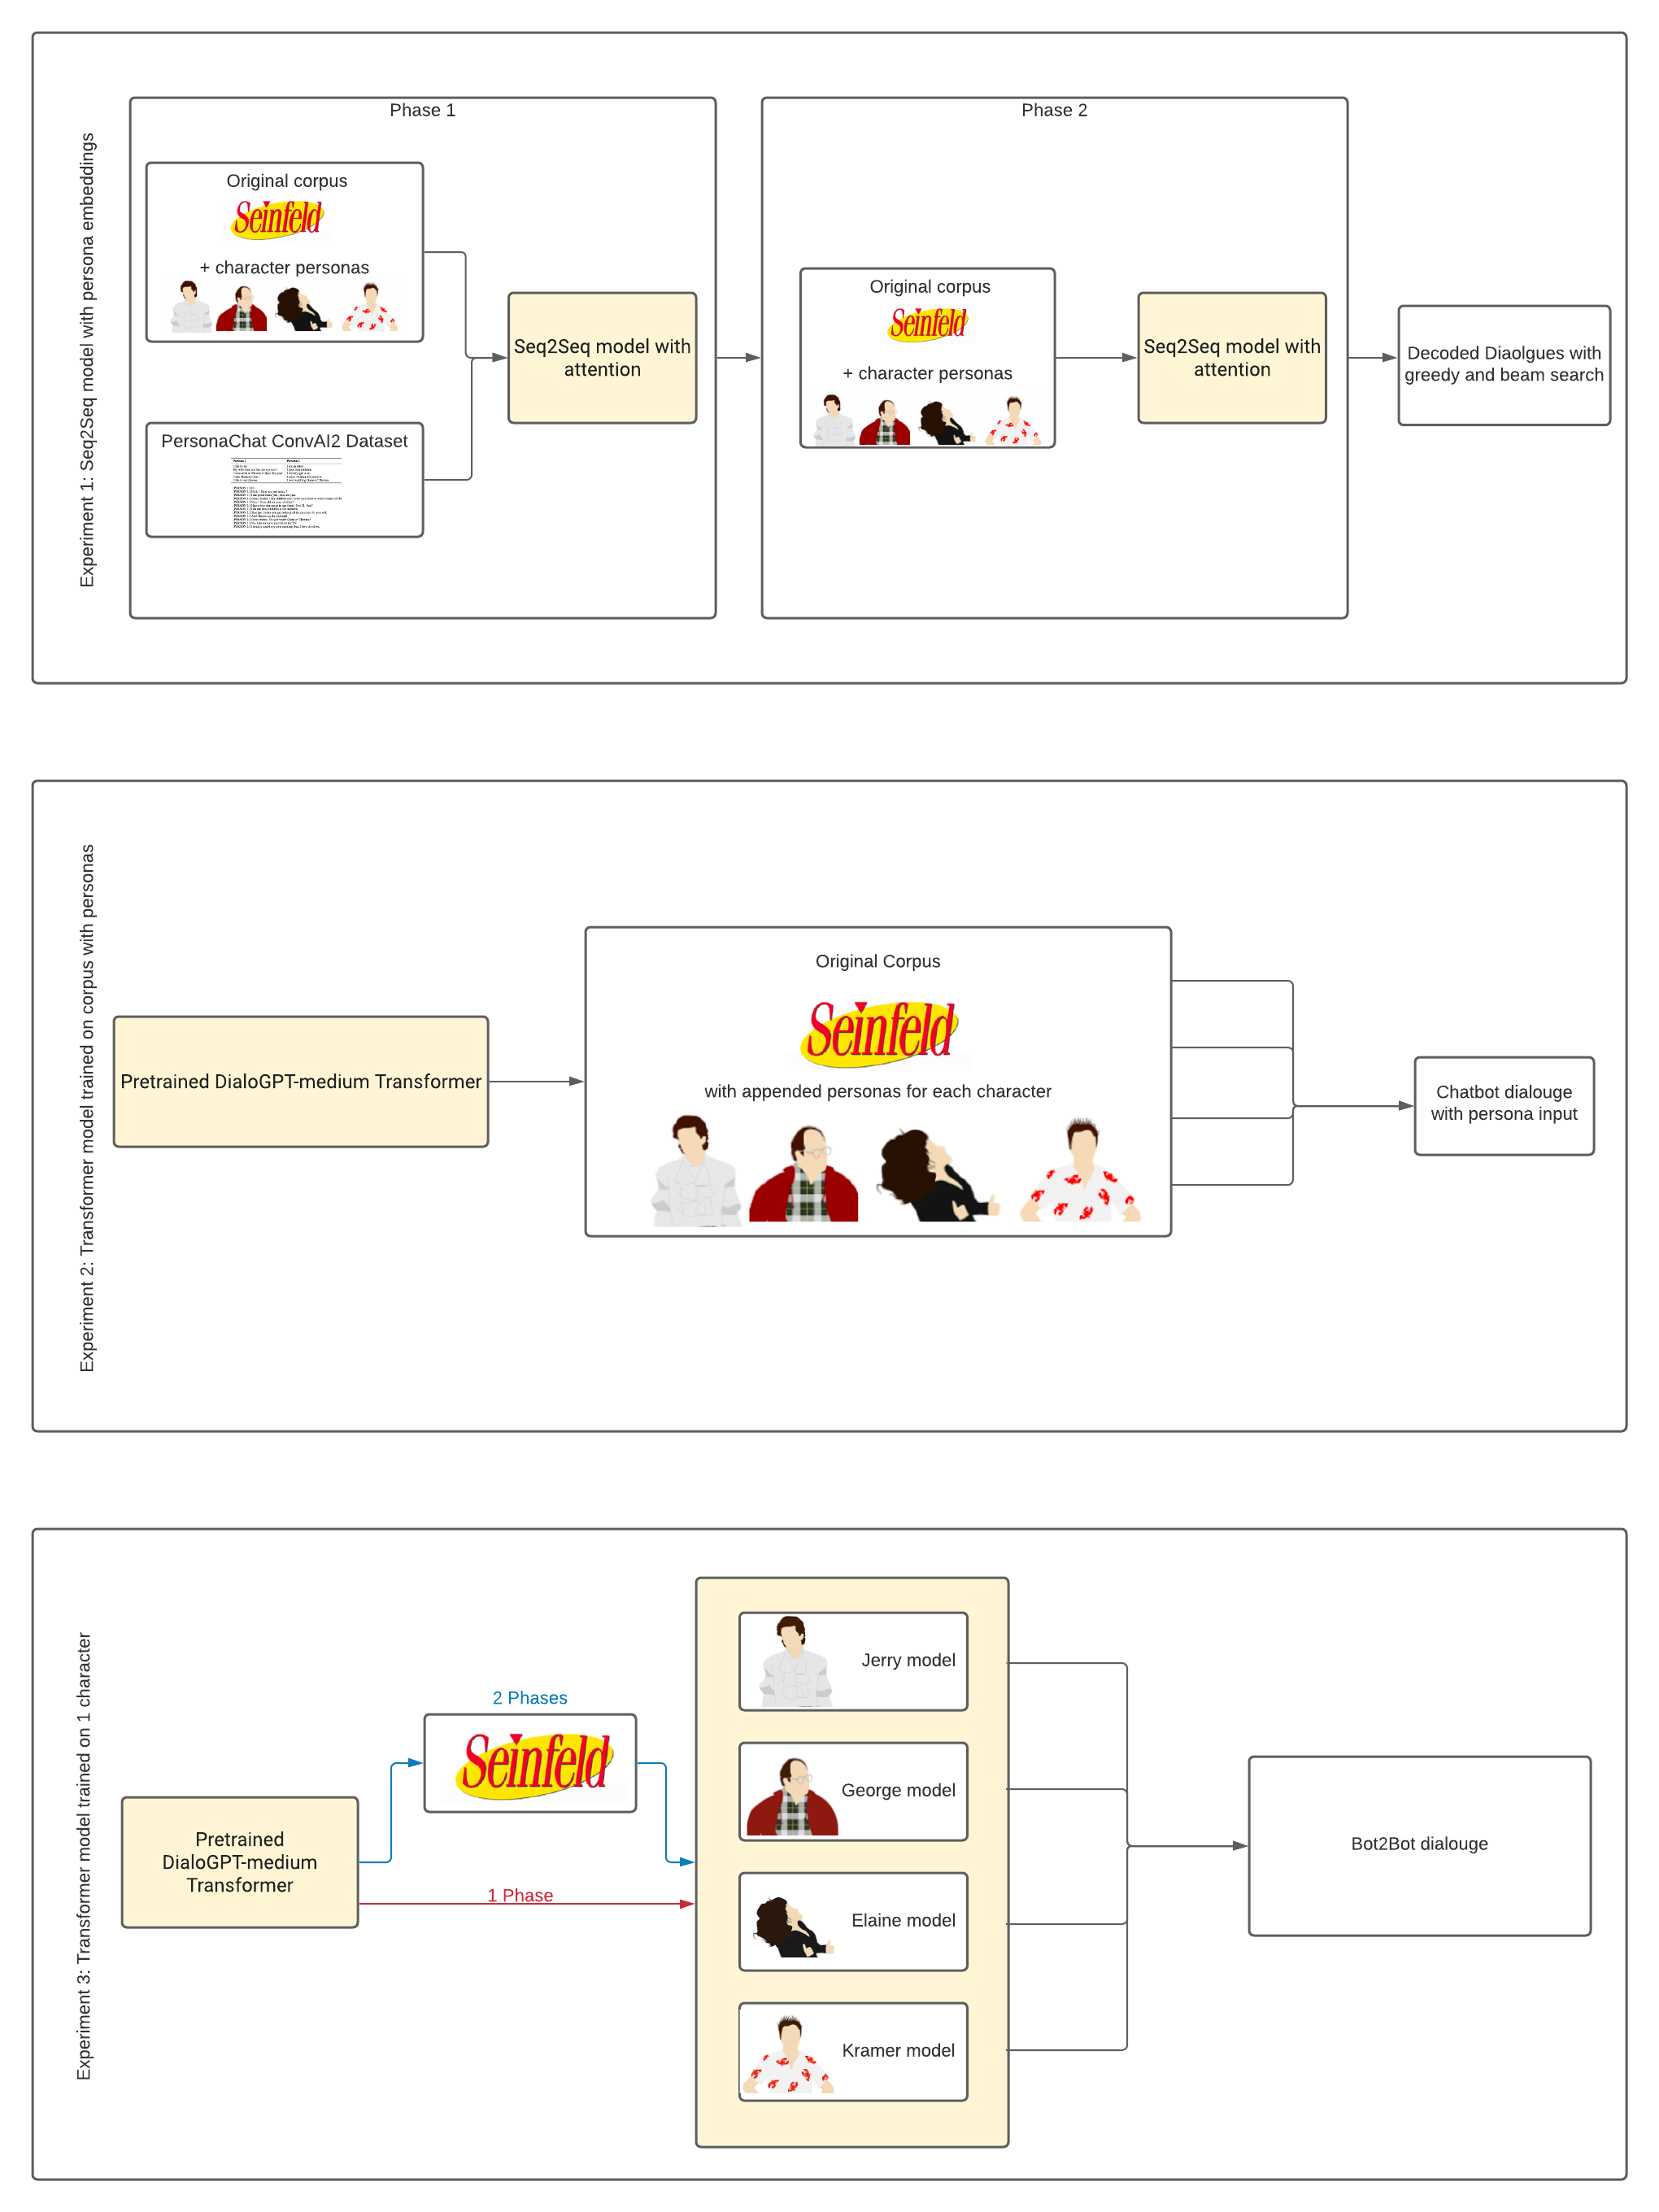 Experiment 1: Seq2Seq model with persona embeddings
Phase 1
Original corpus
Seinfeld
+ character personas
PersonaChat ConvAI2 Dataset
Seq2Seq model with
attention
Phase 2
Original corpus
Seinfeld
+ character personas
Seq2Seq model with
attention
Decoded Diaolgues with
greedy and beam search
Experiment 2: Transformer model trained on corpus with personas
Pretrained DialoGPT-medium Transformer
Original Corpus
Seinfeld
with appended personas for each character
Chatbot dialouge
with persona input
Experiment 3: Transformer model trained on 1 character
Pretrained
DialoGPT-medium
Transformer
2 Phases
Seinfeld
1 Phase
Jerry model
George model
Elaine model
Kramer model
Bot2Bot dialouge